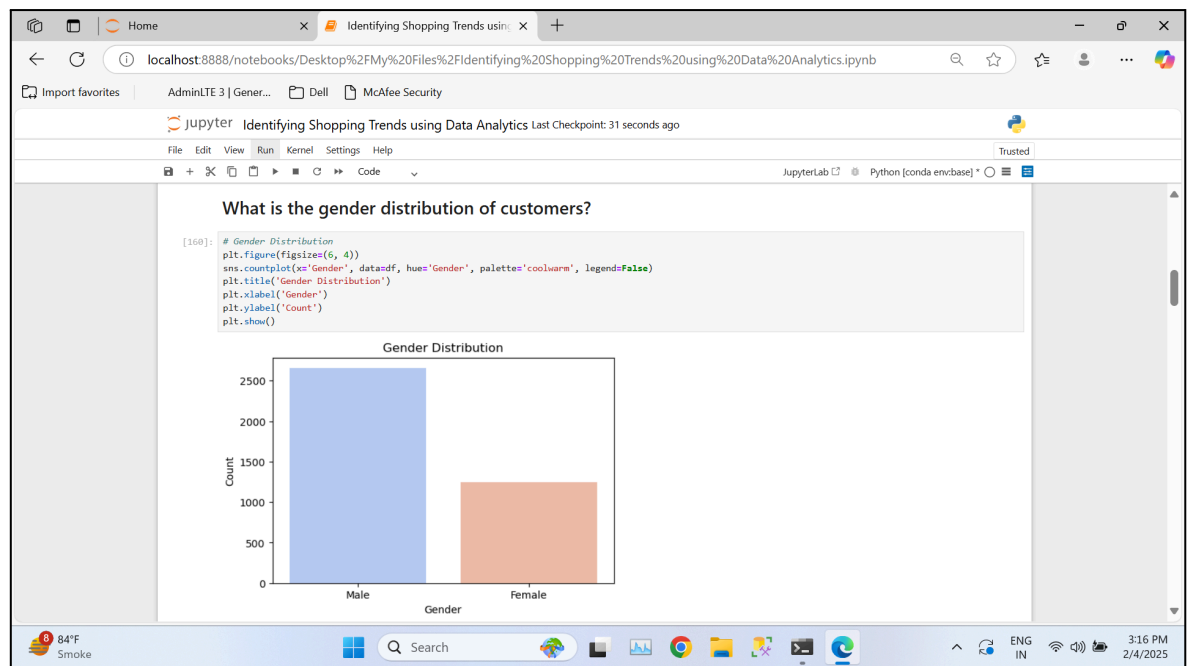 Home
Identifying Shopping Trends using
localhost:8888/notebooks/Desktop%2FMy%20Files%2FIdentifying%20Shopping%20Trends%20using%20Data%20Analytics.ipynb
Import favorites AdminLTE 3 | Gener... Dell McAfee Security
jupyter Identifying Shopping Trends using Data Analytics Last Checkpoint: 31 seconds ago
File Edit View Run Kernel Settings Help Trusted
Code JupyterLab Python [conda env:base] *
What is the gender distribution of customers?
[160]: # Gender Distribution
plt.figure(figsize=(6, 4))
sns.countplot(x='Gender', data=df, hue='Gender', palette='coolwarm', legend=False)
plt.title('Gender Distribution')
plt.xlabel('Gender')
plt.ylabel('Count')
plt.show()
Gender Distribution
2500
2000
1500
1000
500
0
Count
Male Female
Gender
8 84°F
Smoke
Search
ENG
IN
3:16 PM
2/4/2025